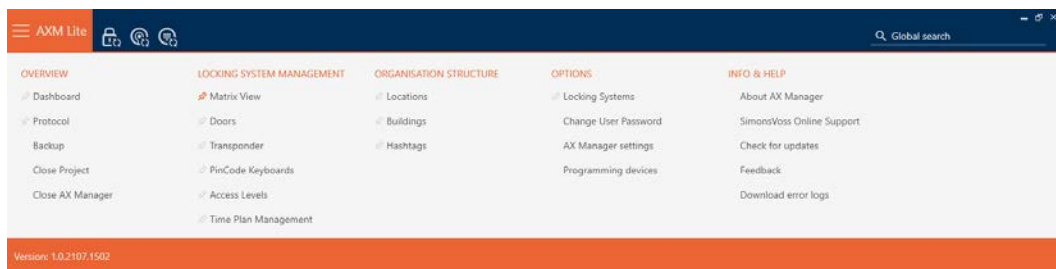 AXM Lite
Global search
OVERVIEW
Dashboard
Protocol
Backup
Close Project
Close AX Manager
LOCKING SYSTEM MANAGEMENT
Matrix View
Doors
Transponder
PinCode Keyboards
Access Levels
Time Plan Management
ORGANISATION STRUCTURE
Locations
Buildings
Hashtags
OPTIONS
Locking Systems
Change User Password
AX Manager settings
Programming devices
INFO & HELP
About AX Manager
SimonsVoss Online Support
Check for updates
Feedback
Download error logs
Version: 1.0.2107.1502